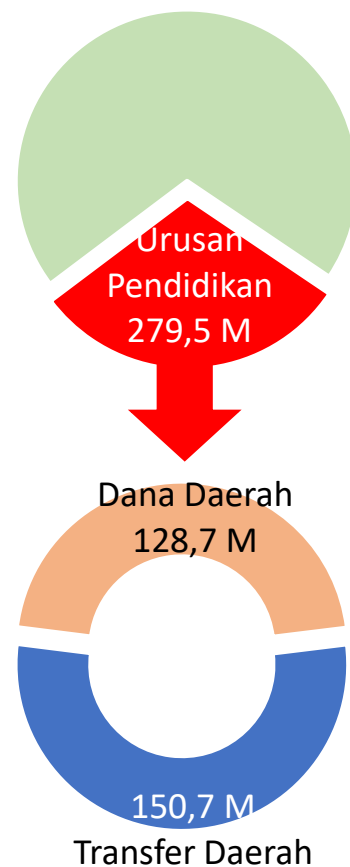 Urusan
Pendidikan
279,5 M
Dana Daerah
128,7 M
150,7 M
Transfer Daerah